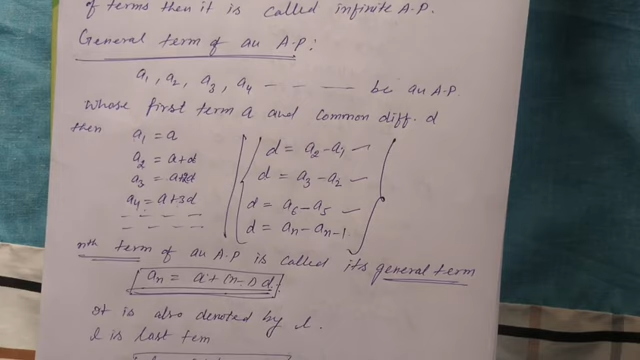 of terms then it is called infinite A.P.
General term of an A.P:
a1, a2, a3, a4 - - - - be an A.P.
whose first term a and common diff. d
then
a1 = a
a2 = a+d
a3 = a+2d
a4 = a+3d
- - - -
d = a2-a1
d = a3-a2
d = a6-a5
d = an-an-1
nth term of an A.P is called its general term
an = a+(n-1)d
It is also denoted by l.
l is last tem